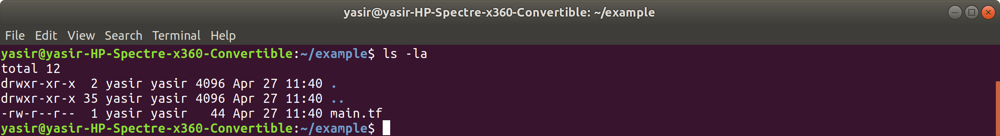 yasir@yasir-HP-Spectre-x360-Convertible: ~/example
File Edit View Search Terminal Help
yasir@yasir-HP-Spectre-x360-Convertible:~/example$ ls -la
total 12
drwxr-xr-x  2 yasir yasir 4096 Apr 27 11:40 .
drwxr-xr-x 35 yasir yasir 4096 Apr 27 11:40 ..
-rw-r--r--  1 yasir yasir   44 Apr 27 11:40 main.tf
yasir@yasir-HP-Spectre-x360-Convertible:~/example$